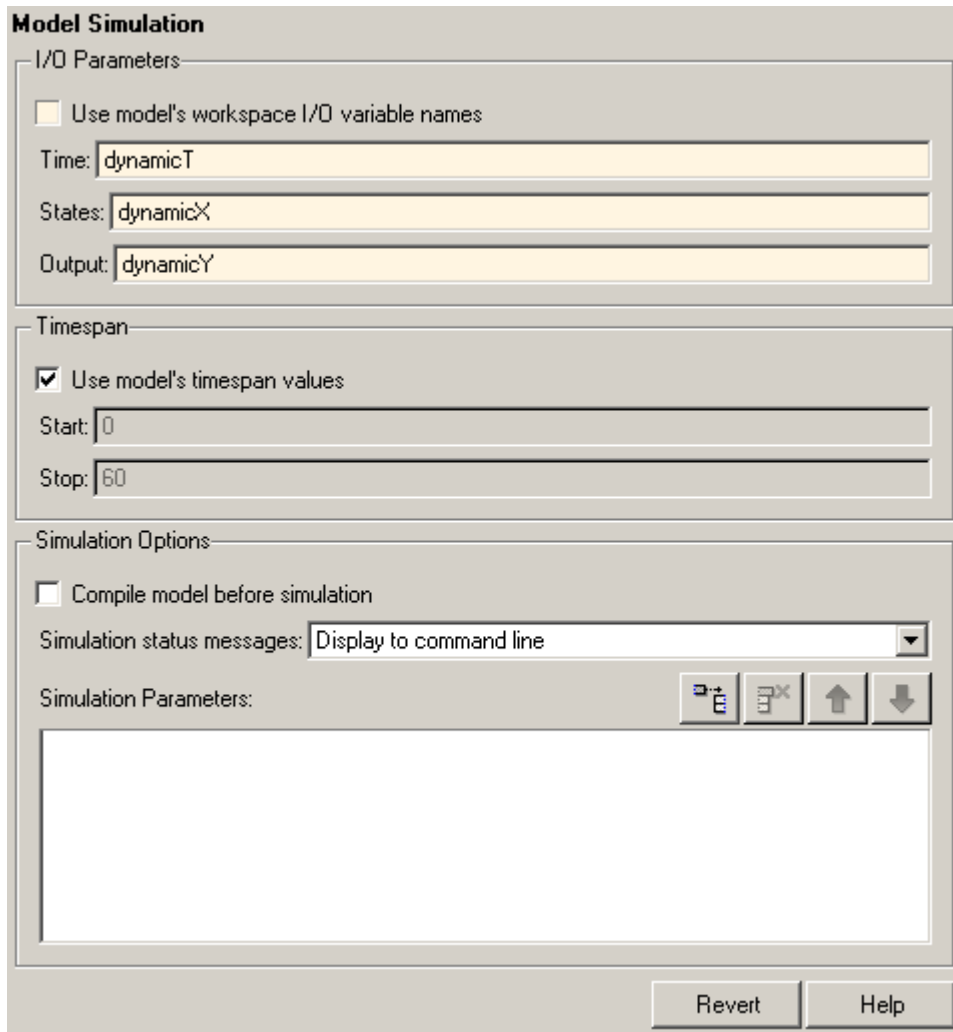 Model Simulation
I/O Parameters
Use model's workspace I/O variable names
Time: dynamicT
States: dynamicX
Output: dynamicY
Timespan
Use model's timespan values
Start: 0
Stop: 60
Simulation Options
Compile model before simulation
Simulation status messages: Display to command line
Simulation Parameters:
Revert Help